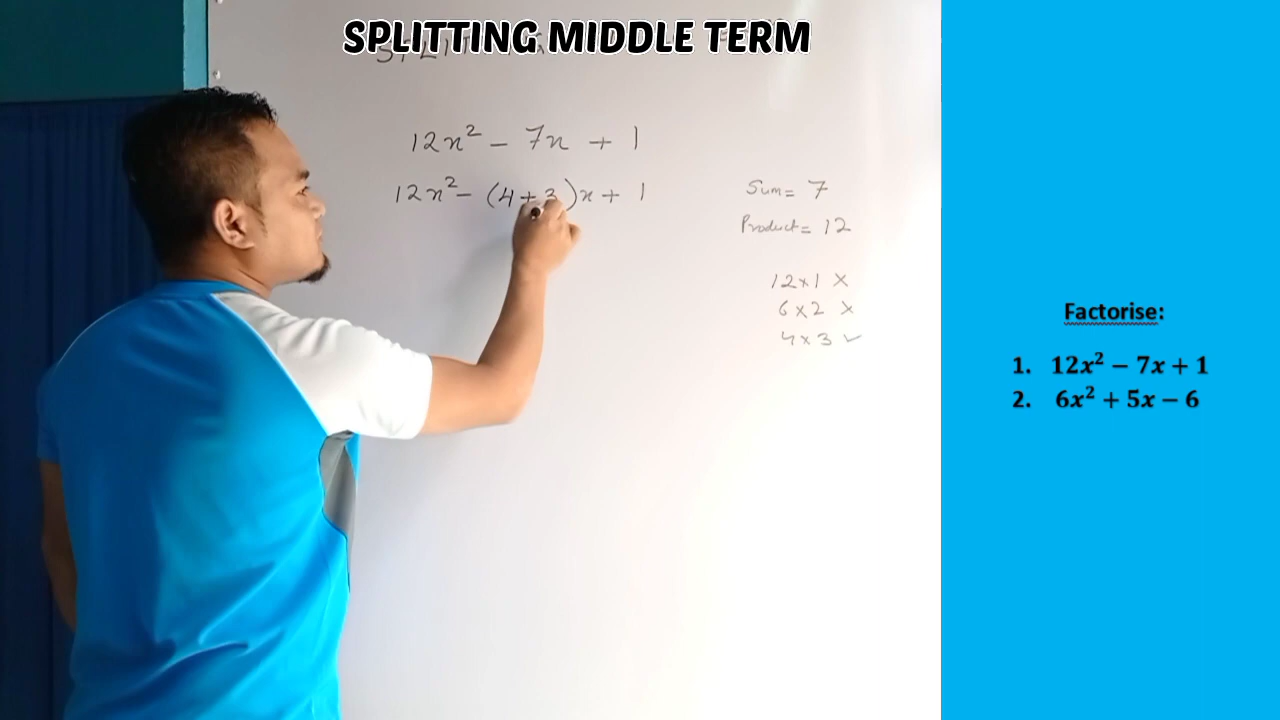 SPLITTING MIDDLE TERM
12x² - 7x + 1
12x² - (4+3)x + 1
Sum = 7
Product = 12
12×1 ×
6×2 ×
4×3 ✓
Factorise:
1. 12x² − 7x + 1
2. 6x² + 5x − 6